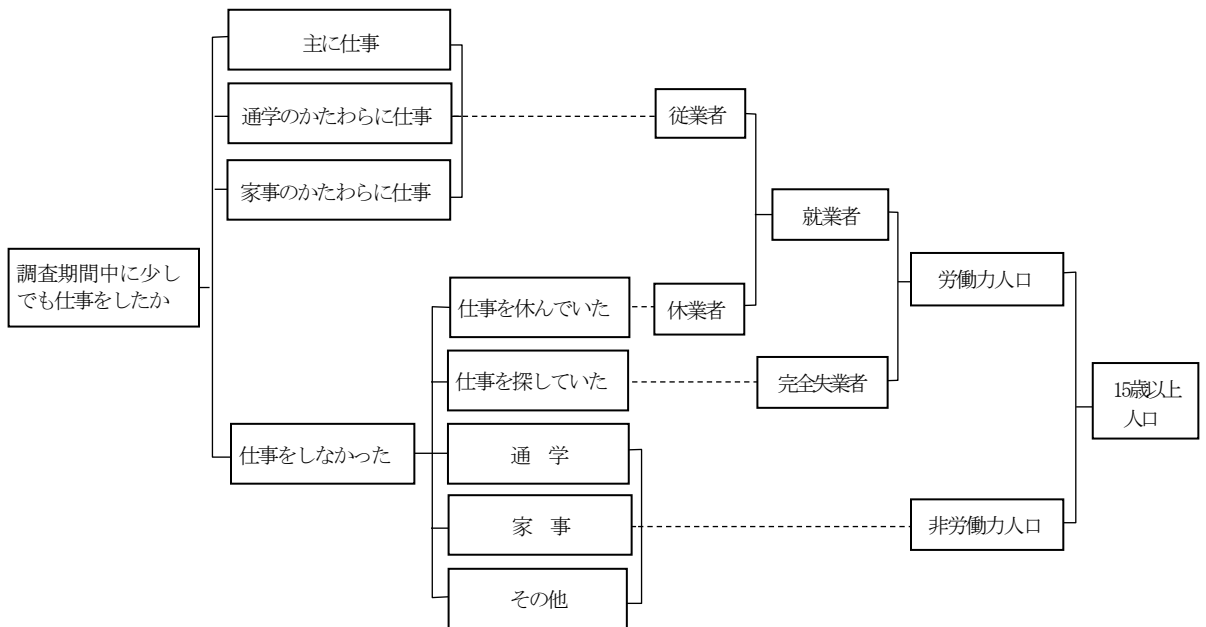 主に仕事
通学のかたわらに仕事
家事のかたわらに仕事
従業者
就業者
調査期間中に少し
でも仕事をしたか
仕事を休んでいた
休業者
労働力人口
仕事を探していた
完全失業者
15歳以上
人口
仕事をしなかった
通　学
家　事
非労働力人口
その他